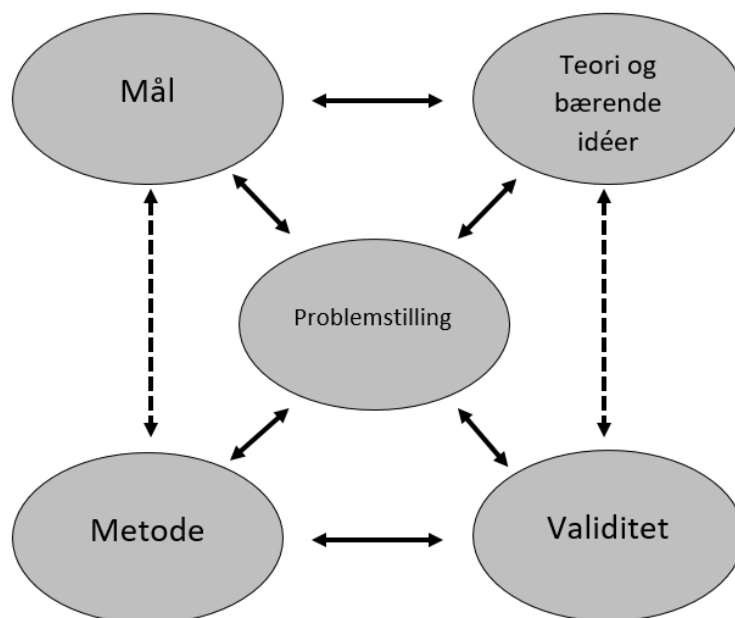 Mål
Teori og
bærende
idéer
Problemstilling
Metode
Validitet